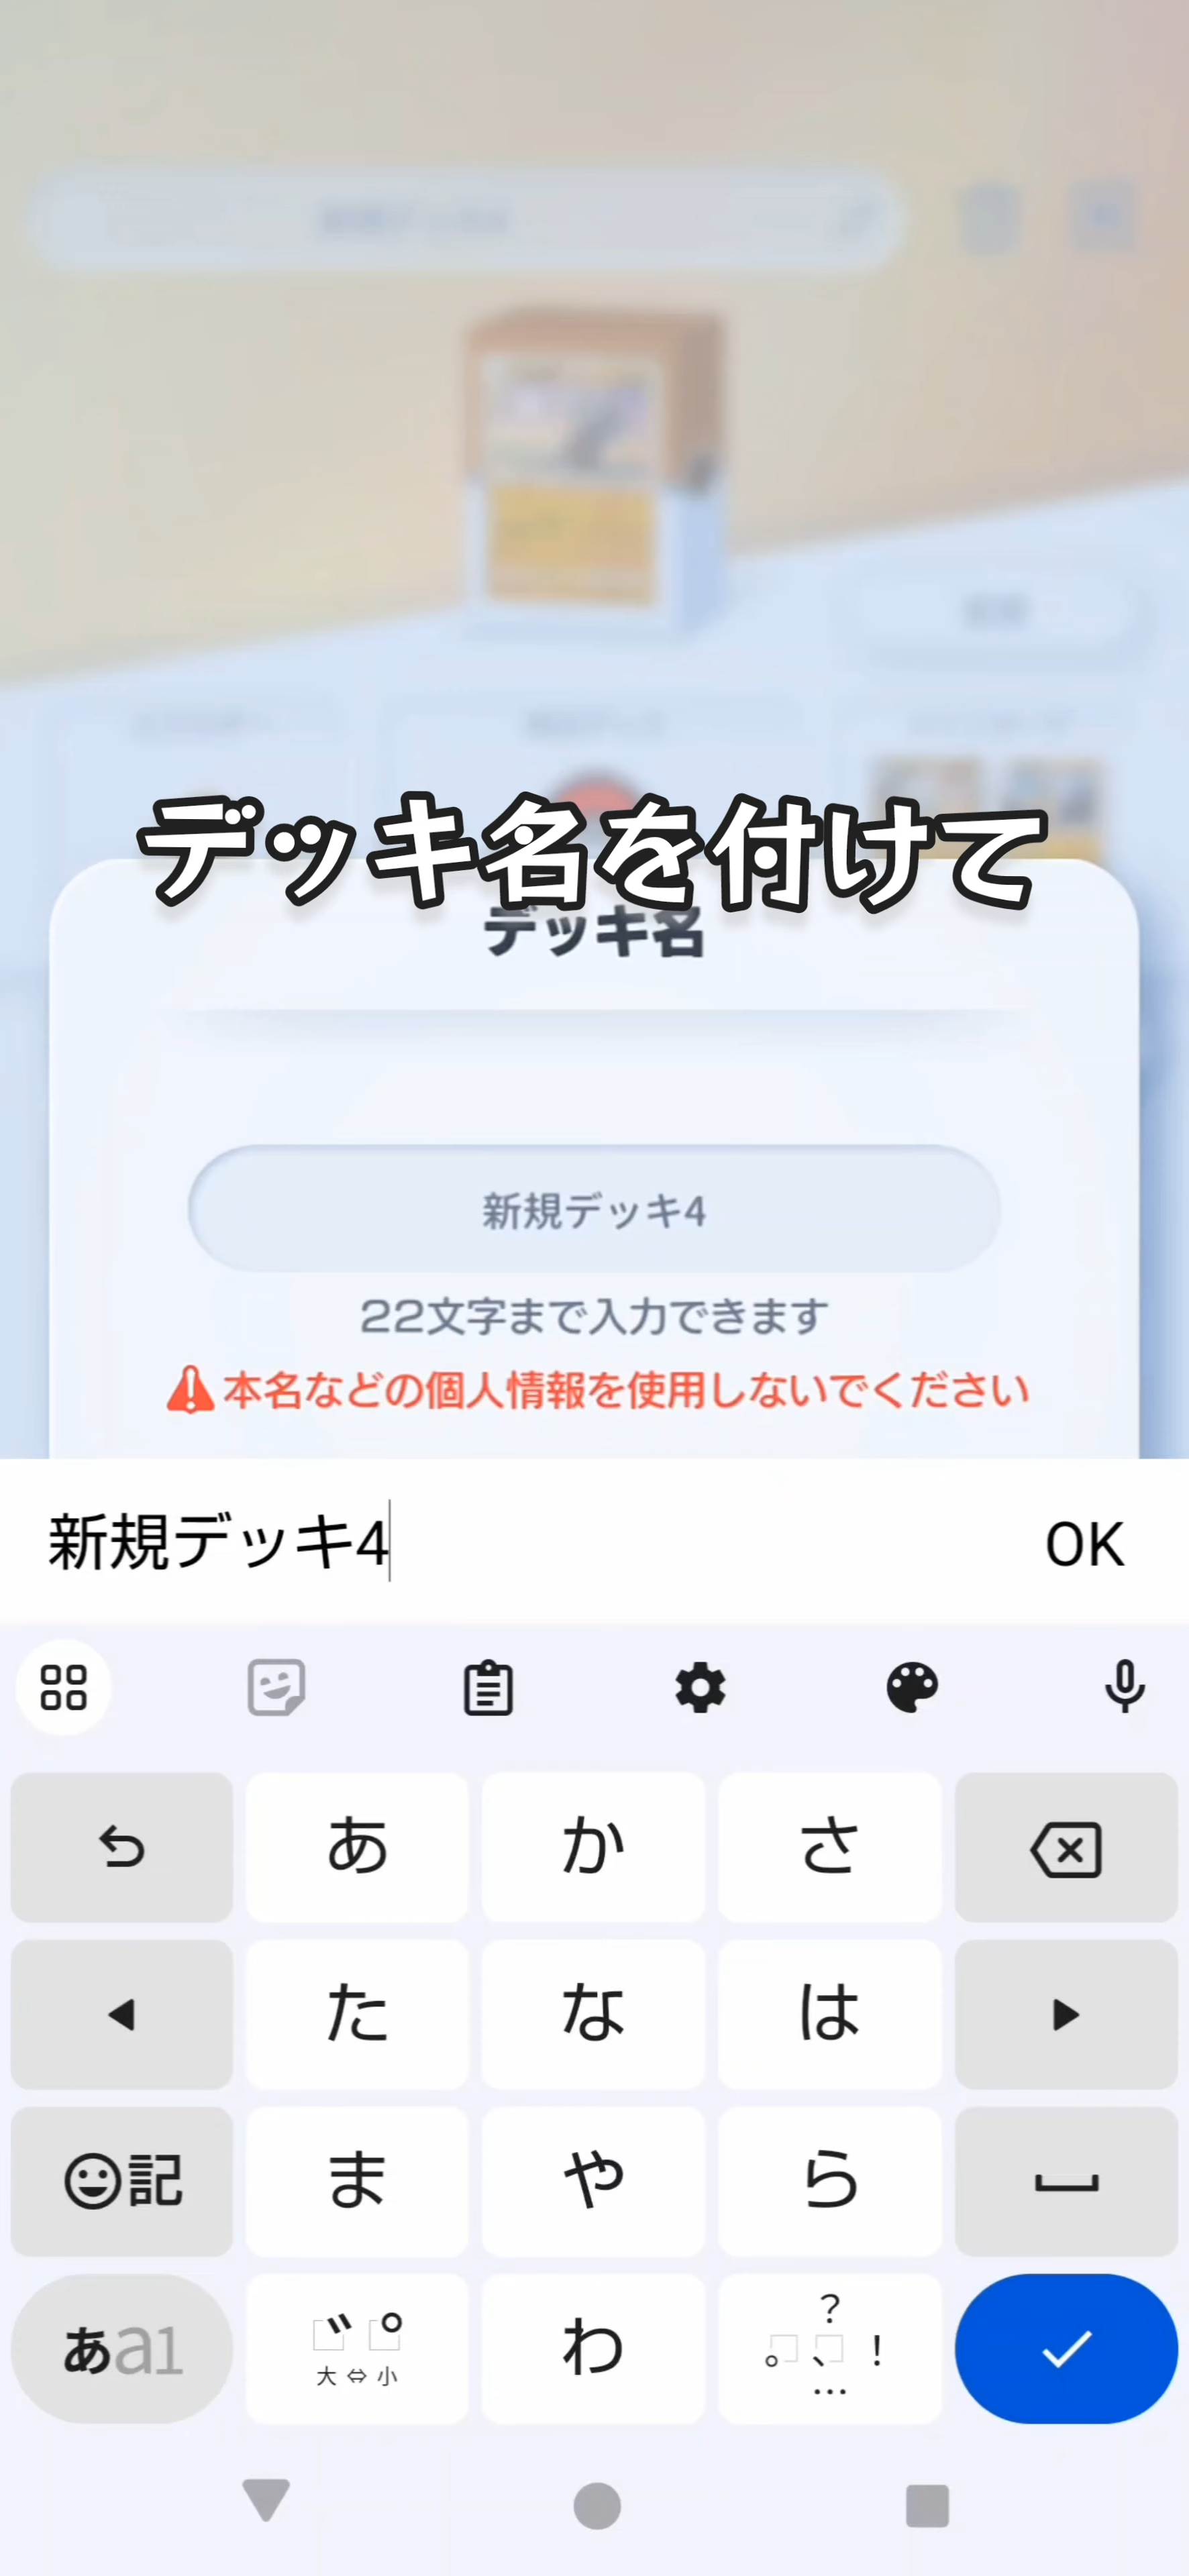 デッキ名を付けて
デッキ名
新規デッキ4
22文字まで入力できます
本名などの個人情報を使用しないでください
新規デッキ4
OK
あ
か
さ
た
な
は
記
ま
や
ら
あa1
大⇔小
わ
?
。、!
…